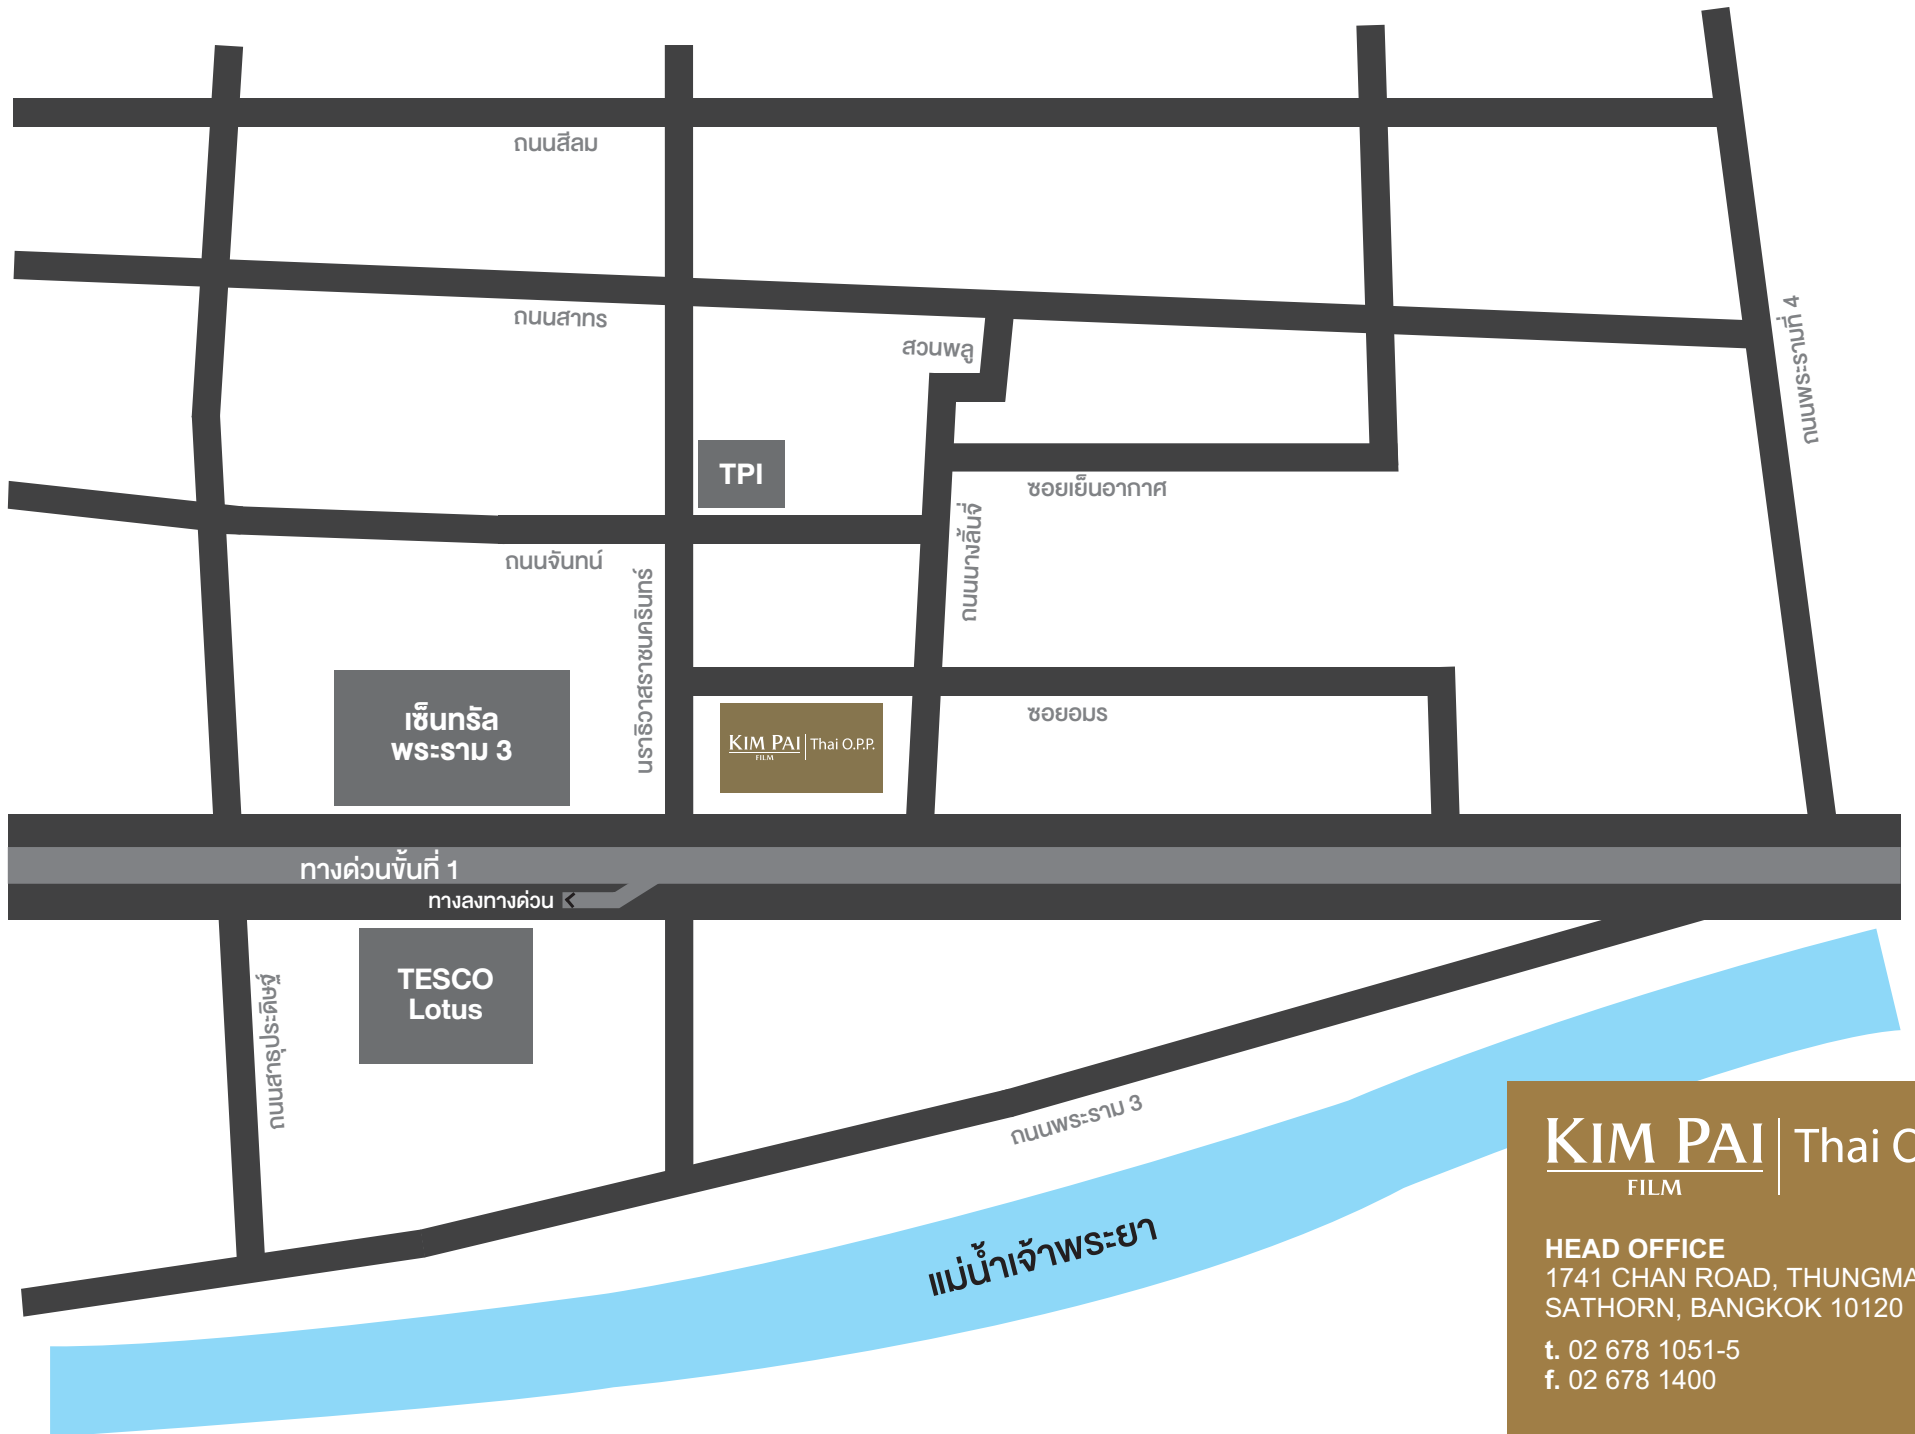 ถนนสีลม
ถนนสาทร
สวนพลู
ถนนพระรามที่ 4
TPI
ซอยเย็นอากาศ
ถนนจันทน์
ถนนนางลิ้นจี่
นราธิวาสราชนครินทร์
เซ็นทรัล
พระราม 3
KIM PAI Thai O.P.P.
FILM
ซอยอมร
ทางด่วนขั้นที่ 1
ทางลงทางด่วน
TESCO
Lotus
ถนนสาธุประดิษฐ์
ถนนพระราม 3
แม่น้ำเจ้าพระยา
KIM PAI Thai
FILM
HEAD OFFICE
1741 CHAN ROAD,
SATHORN, BANGKOK 10120
t. 02 678 1051-5
f. 02 678 1400